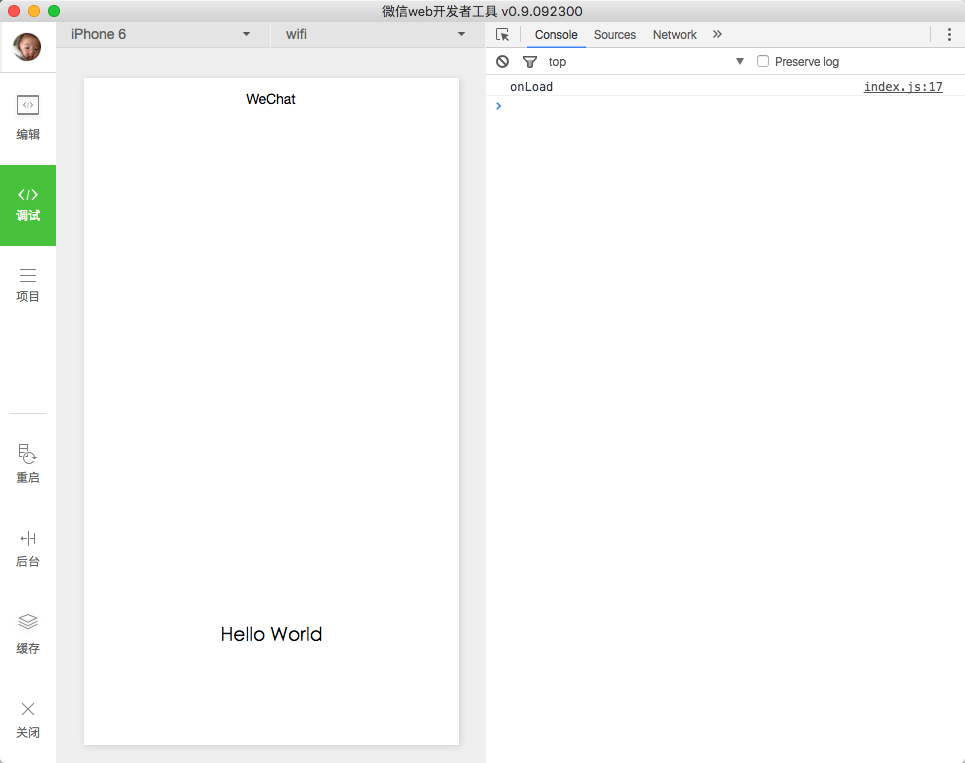 微信web开发者工具 v0.9.092300
iPhone 6
wifi
Console Sources Network
top
Preserve log
onLoad index.js:17
编辑
调试
项目
重启
后台
缓存
关闭
WeChat
Hello World